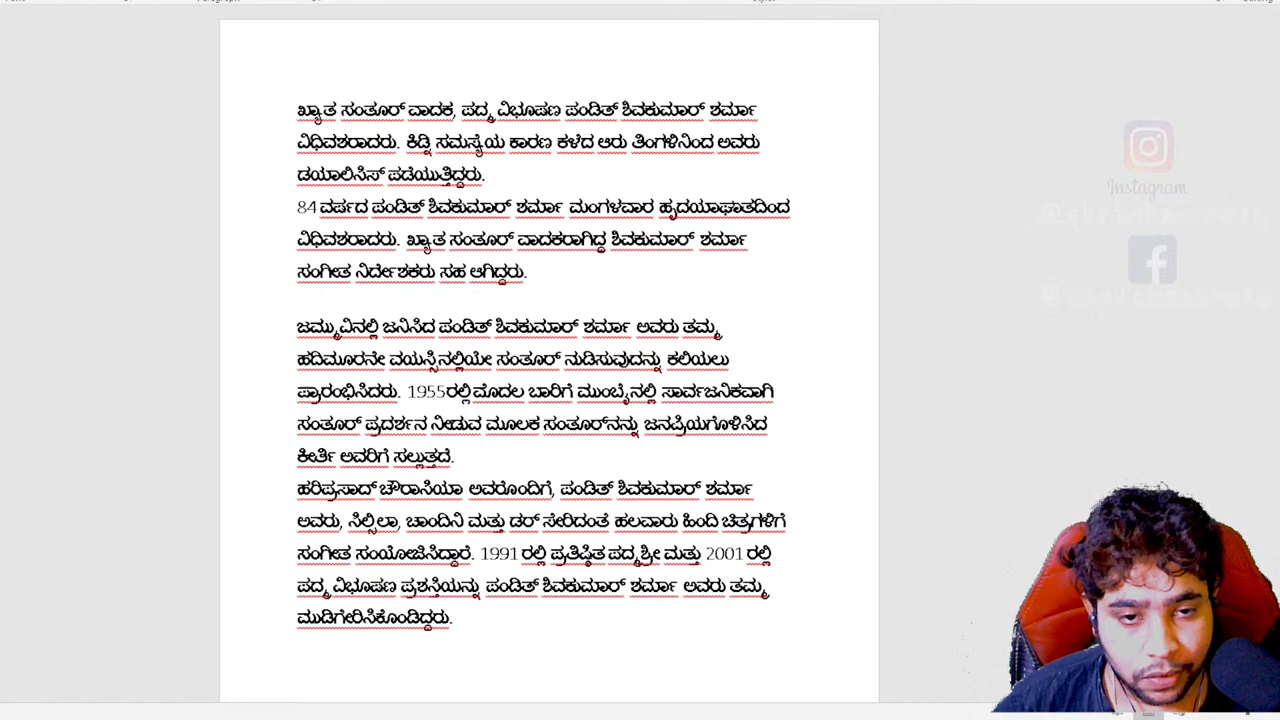 ಖ್ಯಾತ ಸಂತೂರ್ ವಾದಕ, ಪದ್ಮ ವಿಭೂಷಣ ಪಂಡಿತ್ ಶಿವಕುಮಾರ್ ಶರ್ಮಾ
ವಿಧಿವಶರಾದರು. ಕಿಡ್ನಿ ಸಮಸ್ಯೆಯ ಕಾರಣ ಕಳೆದ ಆರು ತಿಂಗಳಿನಿಂದ ಅವರು
ಡಯಾಲಿಸಿಸ್ ಪಡೆಯುತ್ತಿದ್ದರು.
84 ವರ್ಷದ ಪಂಡಿತ್ ಶಿವಕುಮಾರ್ ಶರ್ಮಾ ಮಂಗಳವಾರ ಹೃದಯಾಘಾತದಿಂದ
ವಿಧಿವಶರಾದರು. ಖ್ಯಾತ ಸಂತೂರ್ ವಾದಕರಾಗಿದ್ದ ಶಿವಕುಮಾರ್ ಶರ್ಮಾ
ಸಂಗೀತ ನಿರ್ದೇಶಕರು ಸಹ ಆಗಿದ್ದರು.
ಜಮ್ಮುವಿನಲ್ಲಿ ಜನಿಸಿದ ಪಂಡಿತ್ ಶಿವಕುಮಾರ್ ಶರ್ಮಾ ಅವರು ತಮ್ಮ
ಹದಿಮೂರನೇ ವಯಸ್ಸಿನಲ್ಲಿಯೇ ಸಂತೂರ್ ನುಡಿಸುವುದನ್ನು ಕಲಿಯಲು
ಪ್ರಾರಂಭಿಸಿದರು. 1955ರಲ್ಲಿ ಮೊದಲ ಬಾರಿಗೆ ಮುಂಬೈನಲ್ಲಿ ಸಾರ್ವಜನಿಕವಾಗಿ
ಸಂತೂರ್ ಪ್ರದರ್ಶನ ನೀಡುವ ಮೂಲಕ ಸಂತೂರ್‌ನನ್ನು ಜನಪ್ರಿಯಗೊಳಿಸಿದ
ಕೀರ್ತಿ ಅವರಿಗೆ ಸಲ್ಲುತ್ತದೆ.
ಹರಿಪ್ರಸಾದ್ ಚೌರಾಸಿಯಾ ಅವರೊಂದಿಗೆ, ಪಂಡಿತ್ ಶಿವಕುಮಾರ್ ಶರ್ಮಾ
ಅವರು, ಸಿಲ್ಸಿಲಾ, ಚಾಂದಿನಿ ಮತ್ತು ಡರ್ ಸೇರಿದಂತೆ ಹಲವಾರು ಹಿಂದಿ ಚಿತ್ರಗಳಿಗೆ
ಸಂಗೀತ ಸಂಯೋಜಿಸಿದ್ದಾರೆ. 1991 ರಲ್ಲಿ ಪ್ರತಿಷ್ಠಿತ ಪದ್ಮಶ್ರೀ ಮತ್ತು 2001 ರಲ್ಲಿ
ಪದ್ಮ ವಿಭೂಷಣ ಪ್ರಶಸ್ತಿಯನ್ನು ಪಂಡಿತ್ ಶಿವಕುಮಾರ್ ಶರ್ಮಾ ಅವರು ತಮ್ಮ
ಮುಡಿಗೇರಿಸಿಕೊಂಡಿದ್ದರು.
Instagram